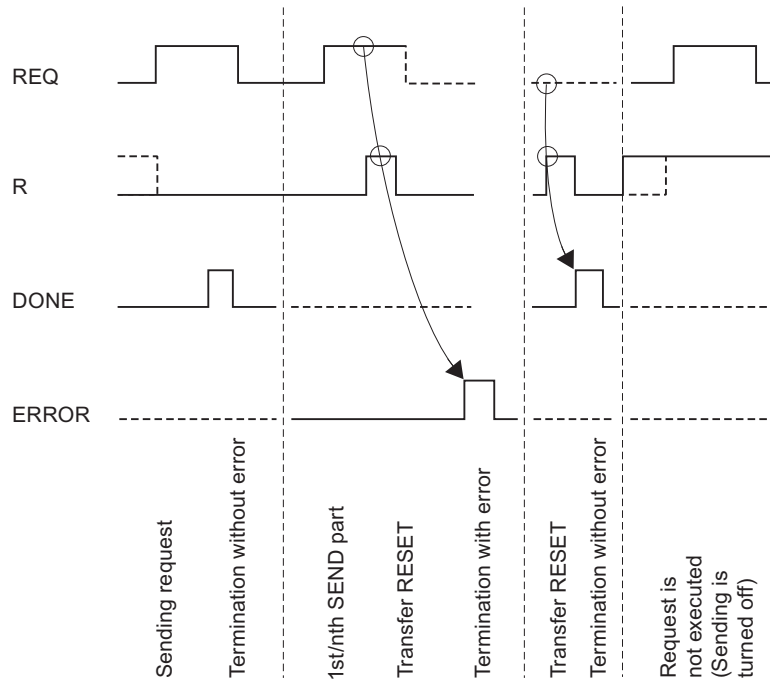 REQ
R
DONE
ERROR
Sending request
Termination without error
1st/nth SEND part
Transfer RESET
Termination with error
Transfer RESET
Termination without error
Request is
not executed
(Sending is
turned off)